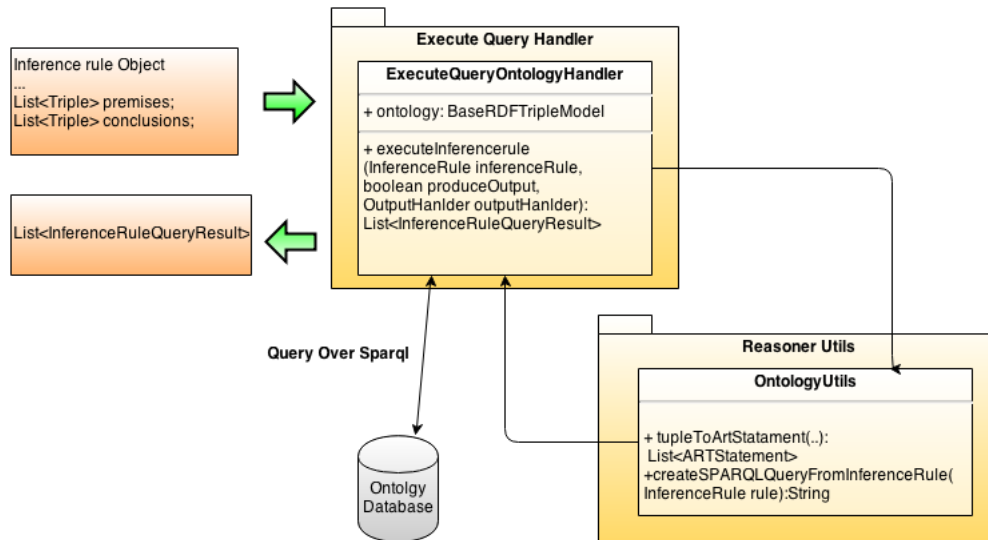 Execute Query Handler
Inference rule Object
...
List<Triple> premises;
List<Triple> conclusions;
ExecuteQueryOntologyHandler
+ ontology: BaseRDFTripleModel
+ executeInferencerule
(InferenceRule inferenceRule,
boolean produceOutput,
OutputHanlder outputHanlder):
List<InferenceRuleQueryResult>
List<InferenceRuleQueryResult>
Query Over Sparql
Ontolgy
Database
Reasoner Utils
OntologyUtils
+ tupleToArtStatament(..):
List<ARTStatement>
+createSPARQLQueryFromInferenceRule(
InferenceRule rule):String